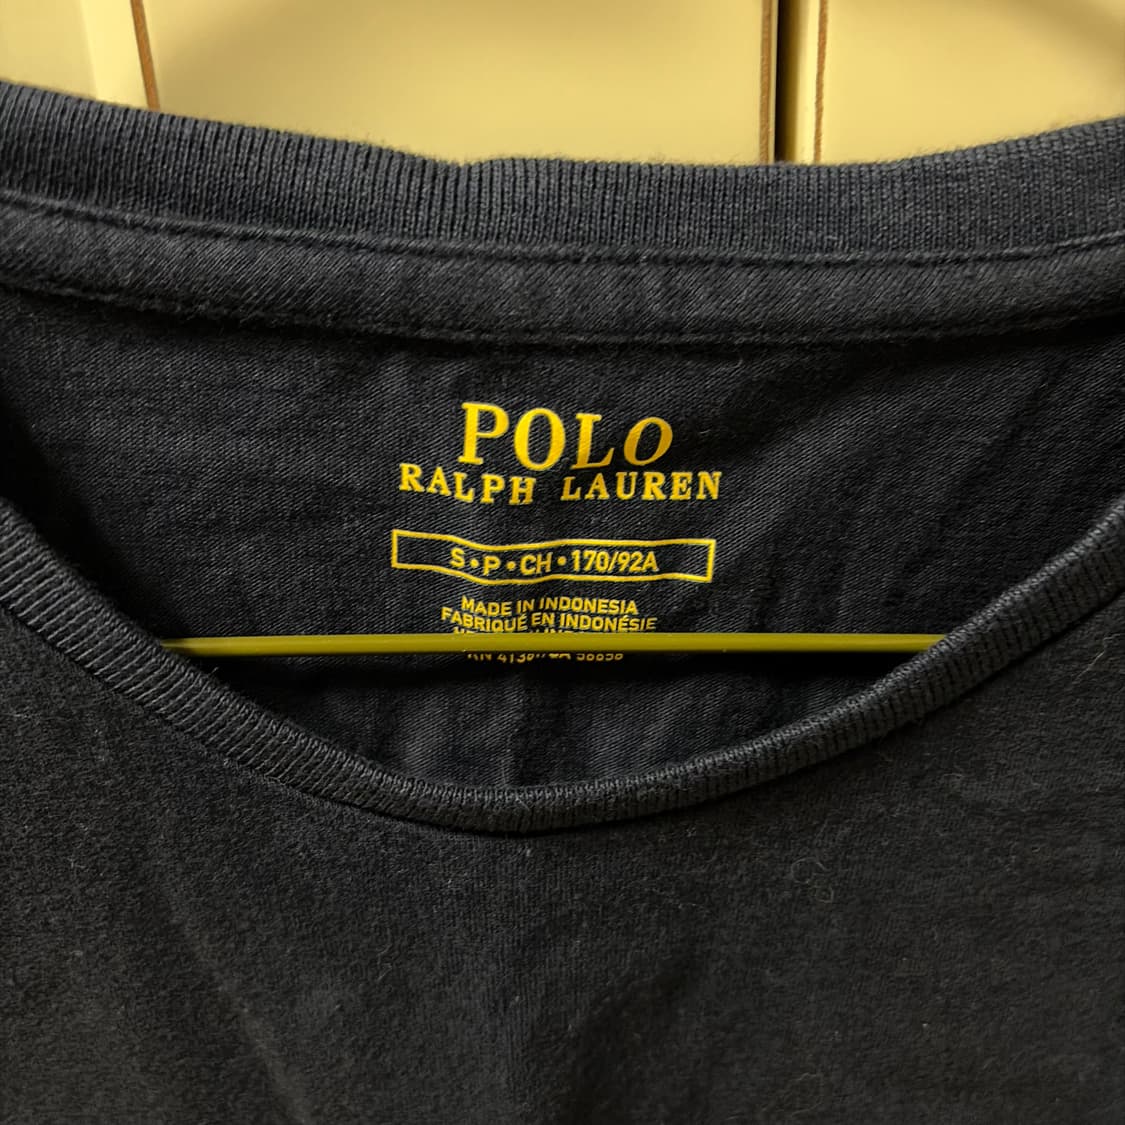 POLO
RALPH LAUREN
S•P•CH•170/92A
MADE IN INDONESIA
FABRIQUÉ EN INDONÉSIE